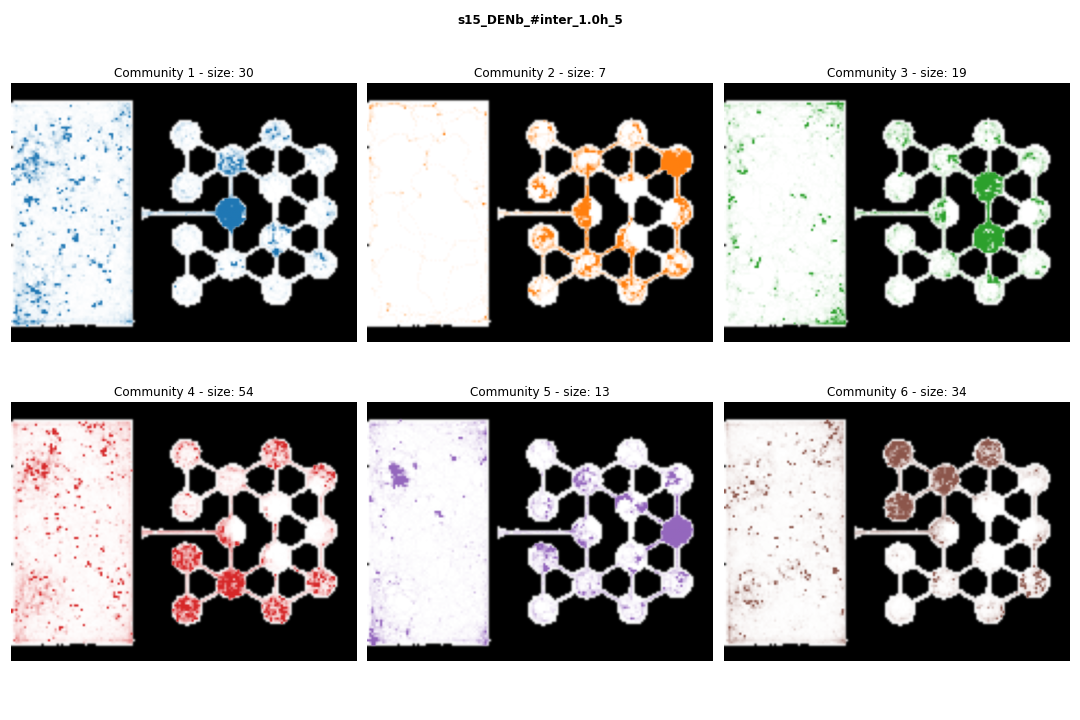 s15_DENb_#inter_1.0h_5
Community 1 - size: 30
Community 2 - size: 7
Community 3 - size: 19
Community 4 - size: 54
Community 5 - size: 13
Community 6 - size: 34